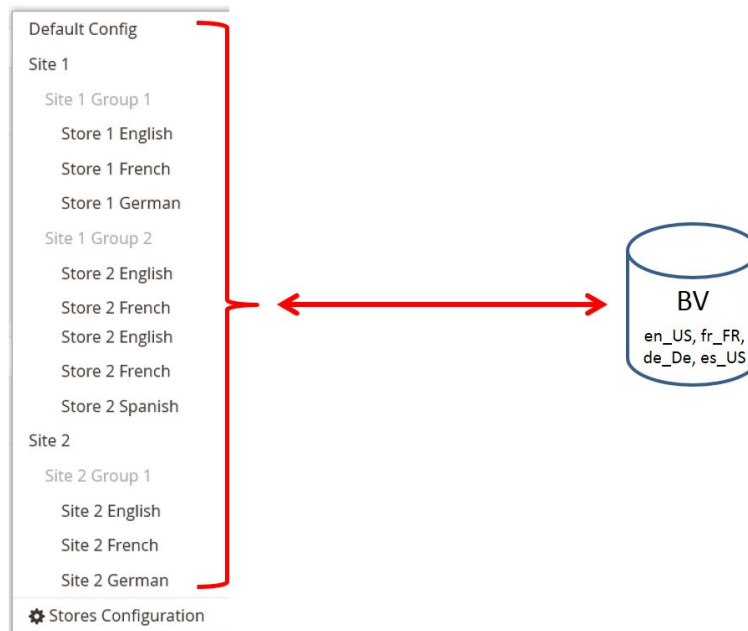 Default Config
Site 1
Site 1 Group 1
Store 1 English
Store 1 French
Store 1 German
Site 1 Group 2
Store 2 English
Store 2 French
Store 2 English
Store 2 French
Store 2 Spanish
Site 2
Site 2 Group 1
Site 2 English
Site 2 French
Site 2 German
Stores Configuration
BV
en_US, fr_FR,
de_De, es_US